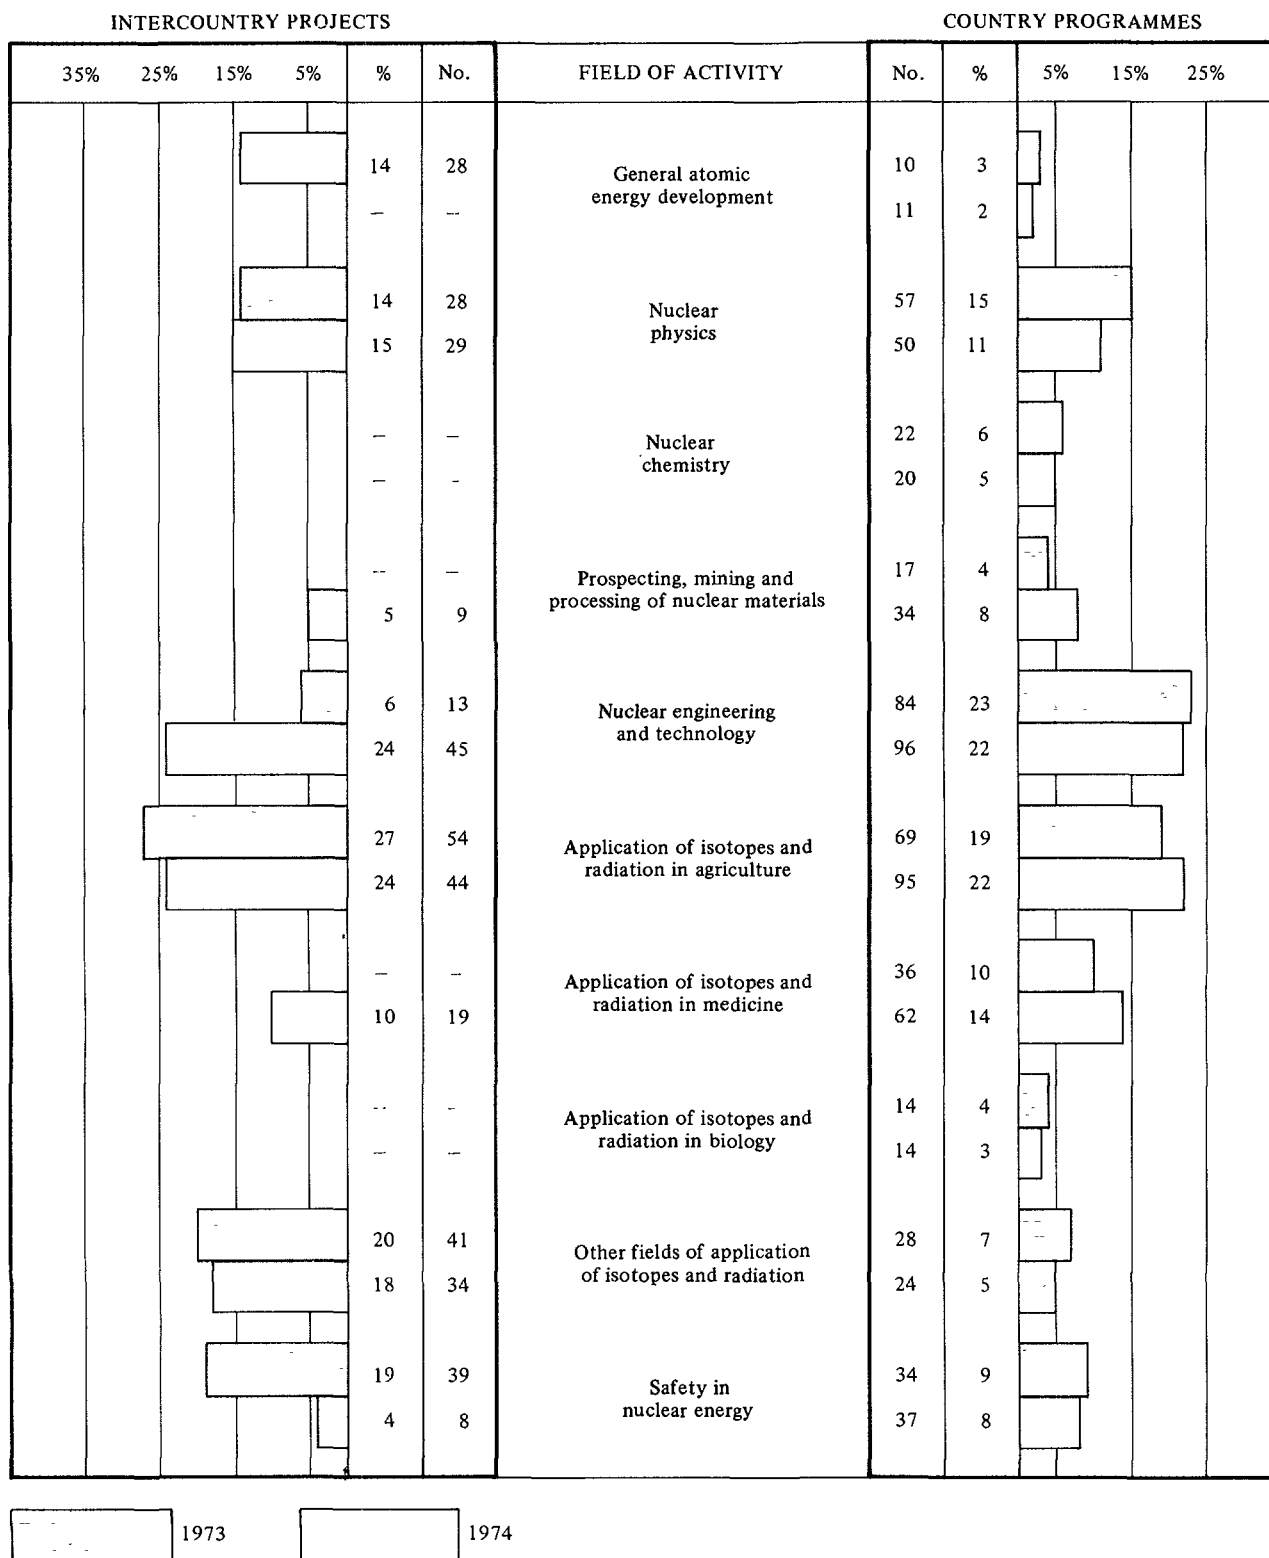 INTERCOUNTRY PROJECTS COUNTRY PROGRAMMES
35% 25% 15% 5% % No. FIELD OF ACTIVITY No. % 5% 15% 25%
14 28 General atomic 10 3
energy development
— -- 11 2
14 28 Nuclear 57 15
physics
15 29 50 11
— — Nuclear 22 6
chemistry
— - 20 5
-- — Prospecting, mining and 17 4
processing of nuclear materials
5 9 34 8
6 13 Nuclear engineering 84 23
and technology
24 45 96 22
27 54 Application of isotopes and 69 19
radiation in agriculture
24 44 95 22
— — Application of isotopes and 36 10
radiation in medicine
10 19 62 14
-- - Application of isotopes and 14 4
radiation in biology
— — 14 3
20 41 Other fields of application 28 7
of isotopes and radiation
18 34 24 5
19 39 Safety in 34 9
nuclear energy
4 8 37 8
1973 1974